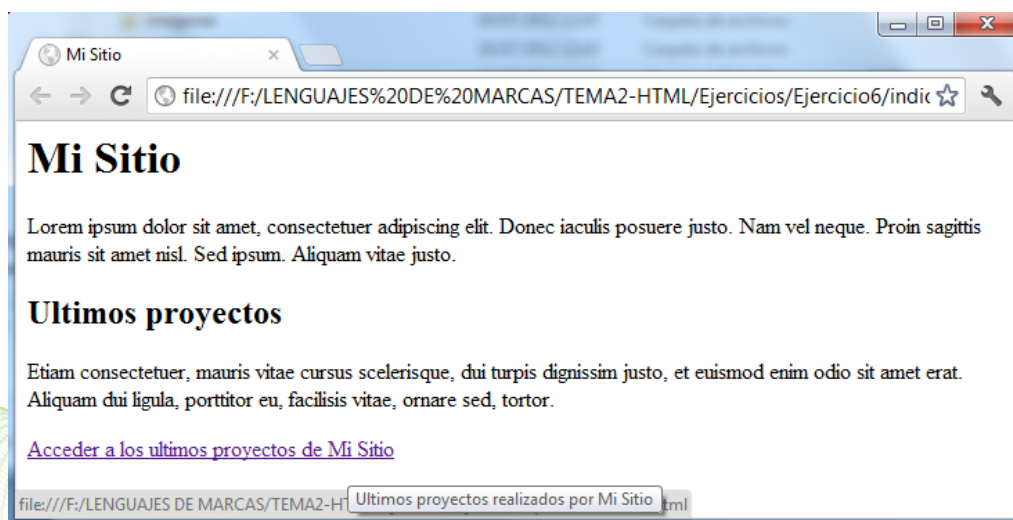 Mi Sitio
file:///F:/LENGUAJES%20DE%20MARCAS/TEMA2-HTML/Ejercicios/Ejercicio6/indic
Mi Sitio
Lorem ipsum dolor sit amet, consectetuer adipiscing elit. Donec iaculis posuere justo. Nam vel neque. Proin sagittis
mauris sit amet nisl. Sed ipsum. Aliquam vitae justo.
Ultimos proyectos
Etiam consectetuer, mauris vitae cursus scelerisque, dui turpis dignissim justo, et euismod enim odio sit amet erat.
Aliquam dui ligula, porttitor eu, facilisis vitae, ornare sed, tortor.
Acceder a los ultimos proyectos de Mi Sitio
file:///F:/LENGUAJES DE MARCAS/TEMA2-HT Ultimos proyectos realizados por Mi Sitio tml